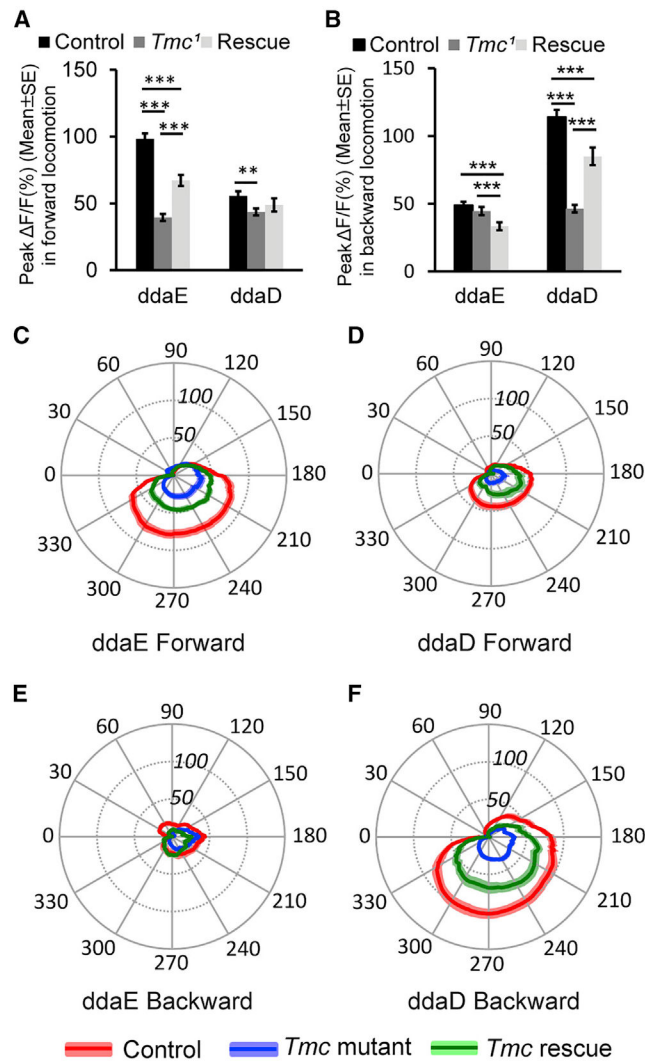 A
Control Tmc¹ Rescue
Peak ΔF/F(%) (Mean±SE)
in forward locomotion
150
100
50
0
***
***
***
**
ddaE ddaD
B
Control Tmc¹ Rescue
Peak ΔF/F(%) (Mean±SE)
in backward locomotion
150
100
50
0
***
***
***
***
***
ddaE ddaD
C
90
60 120
30 150
100
50
0 180
330 210
300 240
270
ddaE Forward
D
90
60 120
30 150
100
50
0 180
330 210
300 240
270
ddaD Forward
E
90
60 120
30 150
100
50
0 180
330 210
300 240
270
ddaE Backward
F
90
60 120
30 150
100
50
0 180
330 210
300 240
270
ddaD Backward
Control Tmc mutant Tmc rescue